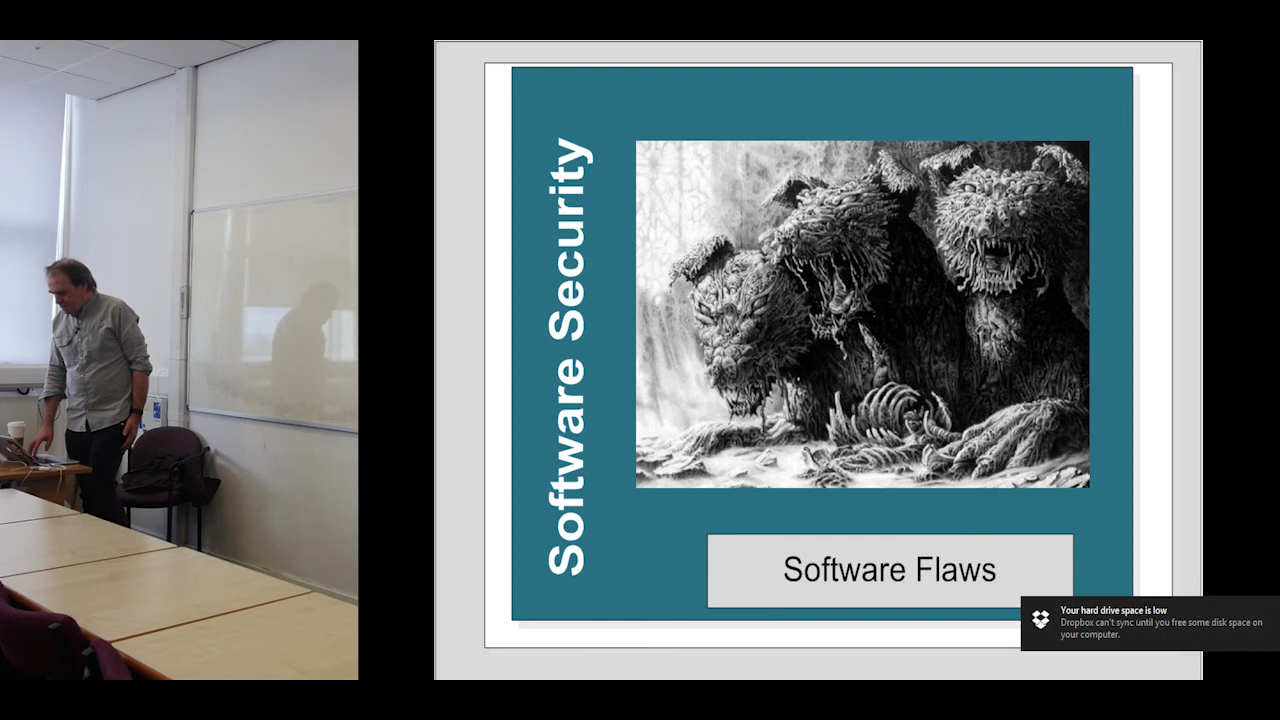 Software Security
Software Flaws
Your hard drive space is low
Dropbox can't sync until you free some disk space on
your computer.